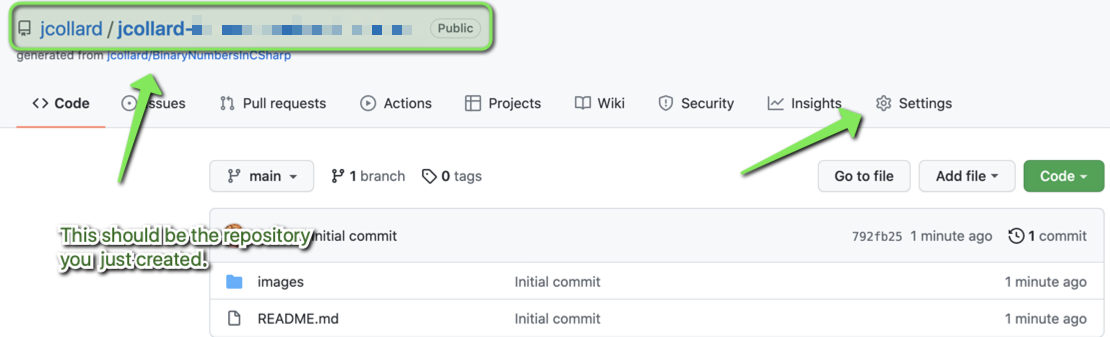 jcollard / jcollard- Public
generated from jcollard/BinaryNumbersInCSharp
Code Issues Pull requests Actions Projects Wiki Security Insights Settings
main 1 branch 0 tags Go to file Add file Code
This should be the repository
you just created.
Initial commit 792fb25 1 minute ago 1 commit
images Initial commit 1 minute ago
README.md Initial commit 1 minute ago